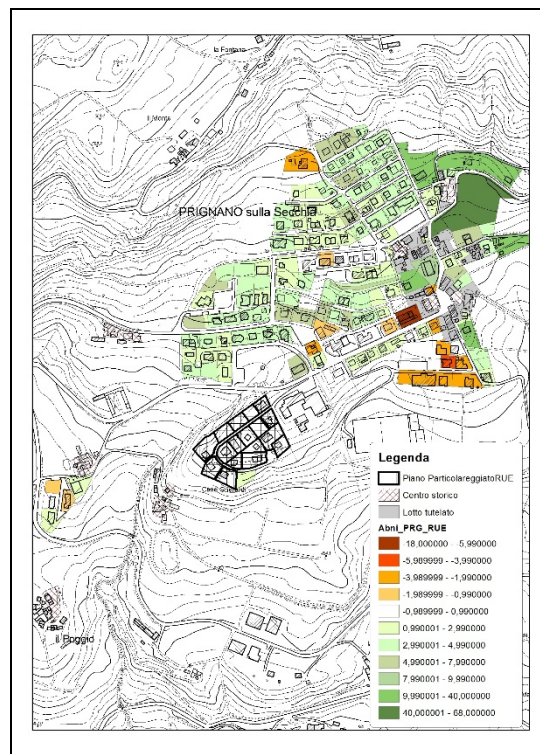 la Fontana
il Monte
PRIGNANO sulla Secchia
il Poggio
Legenda
Piano ParticolareggiatoRUE
Centro storico
Lotto tutelato
Abni_PRG_RUE
18,000000 - -5,990000
-5,989999 - -3,990000
-3,989999 - -1,990000
-1,989999 - -0,990000
-0,989999 - 0,990000
0,990001 - 2,990000
2,990001 - 4,990000
4,990001 - 7,990000
7,990001 - 9,990000
9,990001 - 40,000000
40,000001 - 68,000000